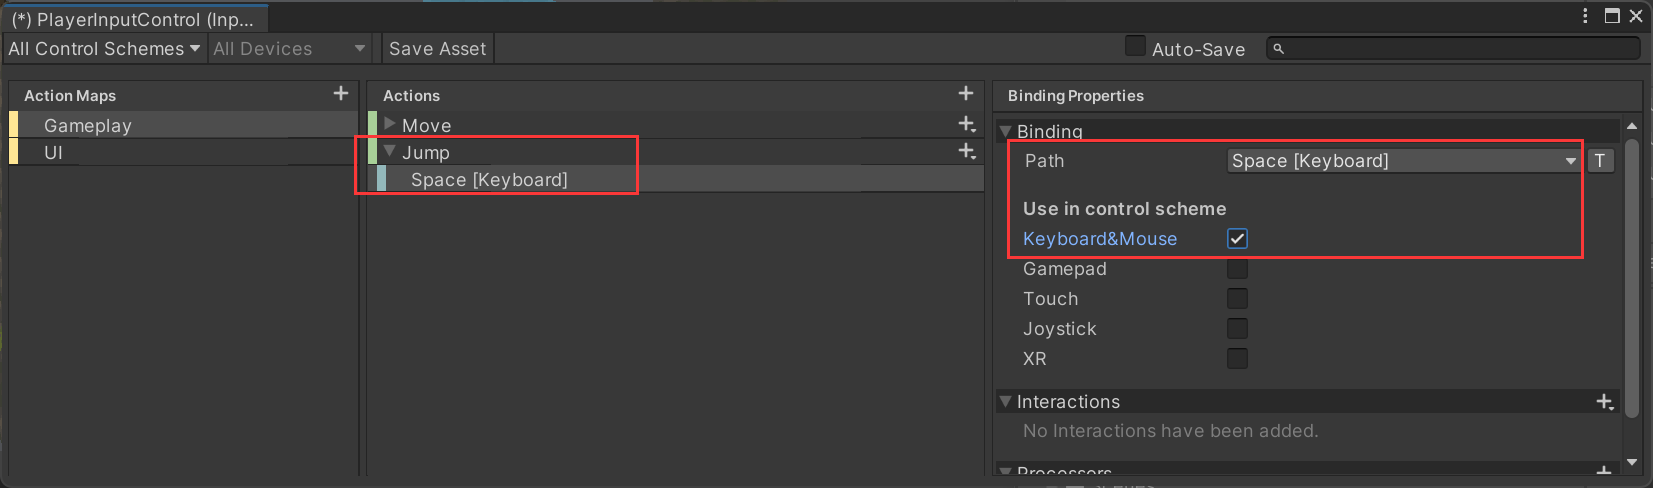 (*) PlayerInputControl (Inp...
All Control Schemes
All Devices
Save Asset
Auto-Save
Action Maps
Gameplay
UI
Actions
Move
Jump
Space [Keyboard]
Binding Properties
Binding
Path
Space [Keyboard]
T
Use in control scheme
Keyboard&Mouse
Gamepad
Touch
Joystick
XR
Interactions
No Interactions have been added.
Processors